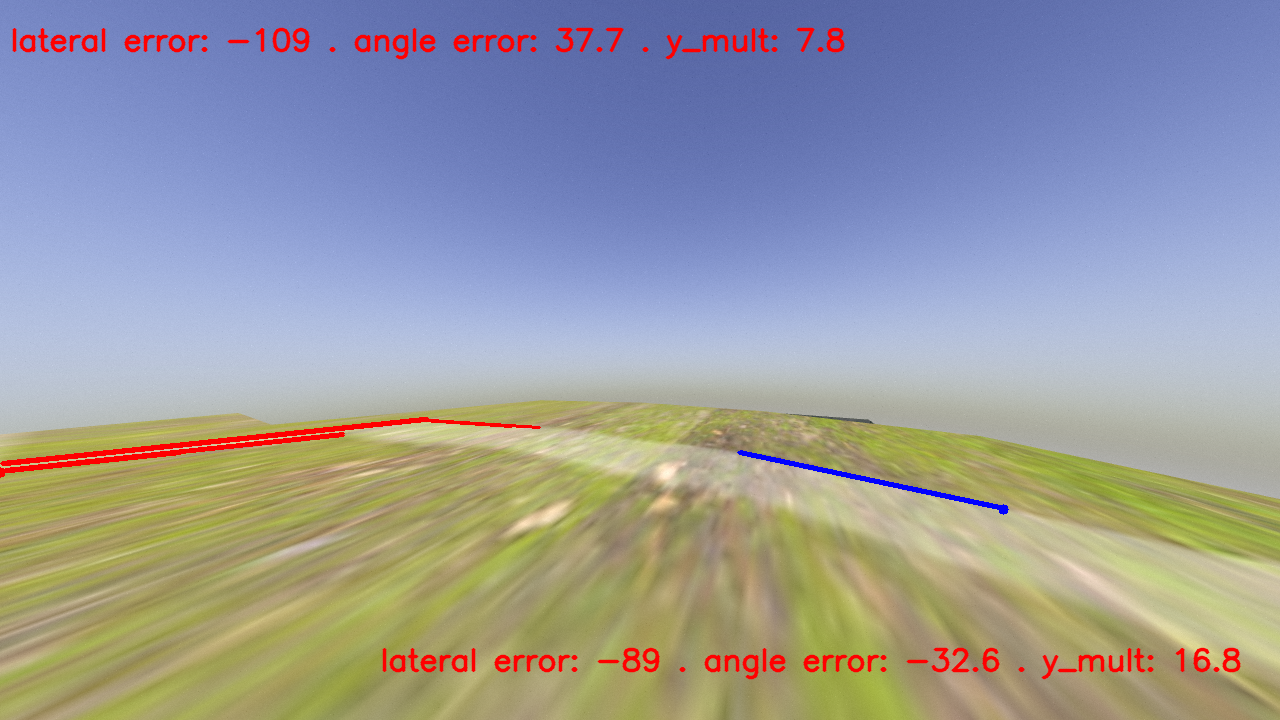 lateral error: -109 . angle error: 37.7 . y_mult: 7.8
lateral error: -89 . angle error: -32.6 . y_mult: 16.8